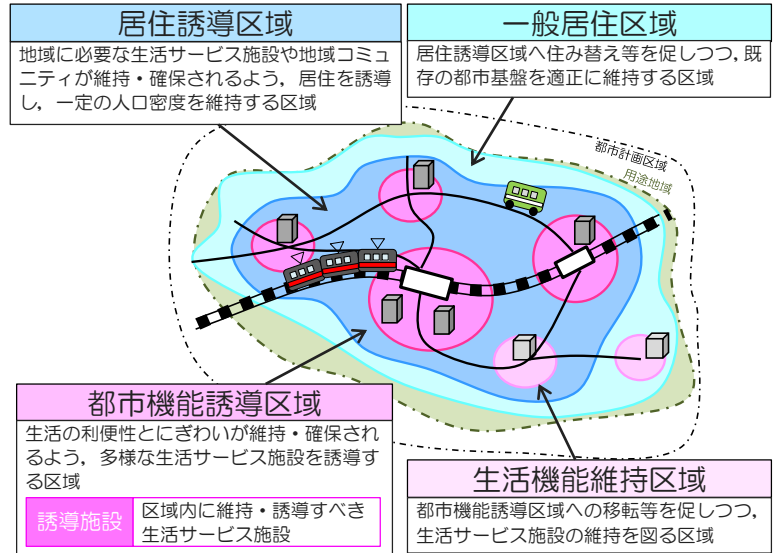 居住誘導区域
地域に必要な生活サービス施設や地域コミュ
ニティが維持・確保されるよう，居住を誘導
し，一定の人口密度を維持する区域
一般居住区域
居住誘導区域へ住み替え等を促しつつ，既
存の都市基盤を適正に維持する区域
都市計画区域
用途地域
都市機能誘導区域
生活の利便性とにぎわいが維持・確保され
るよう，多様な生活サービス施設を誘導す
る区域
誘導施設
区域内に維持・誘導すべき
生活サービス施設
生活機能維持区域
都市機能誘導区域への移転等を促しつつ，
生活サービス施設の維持を図る区域